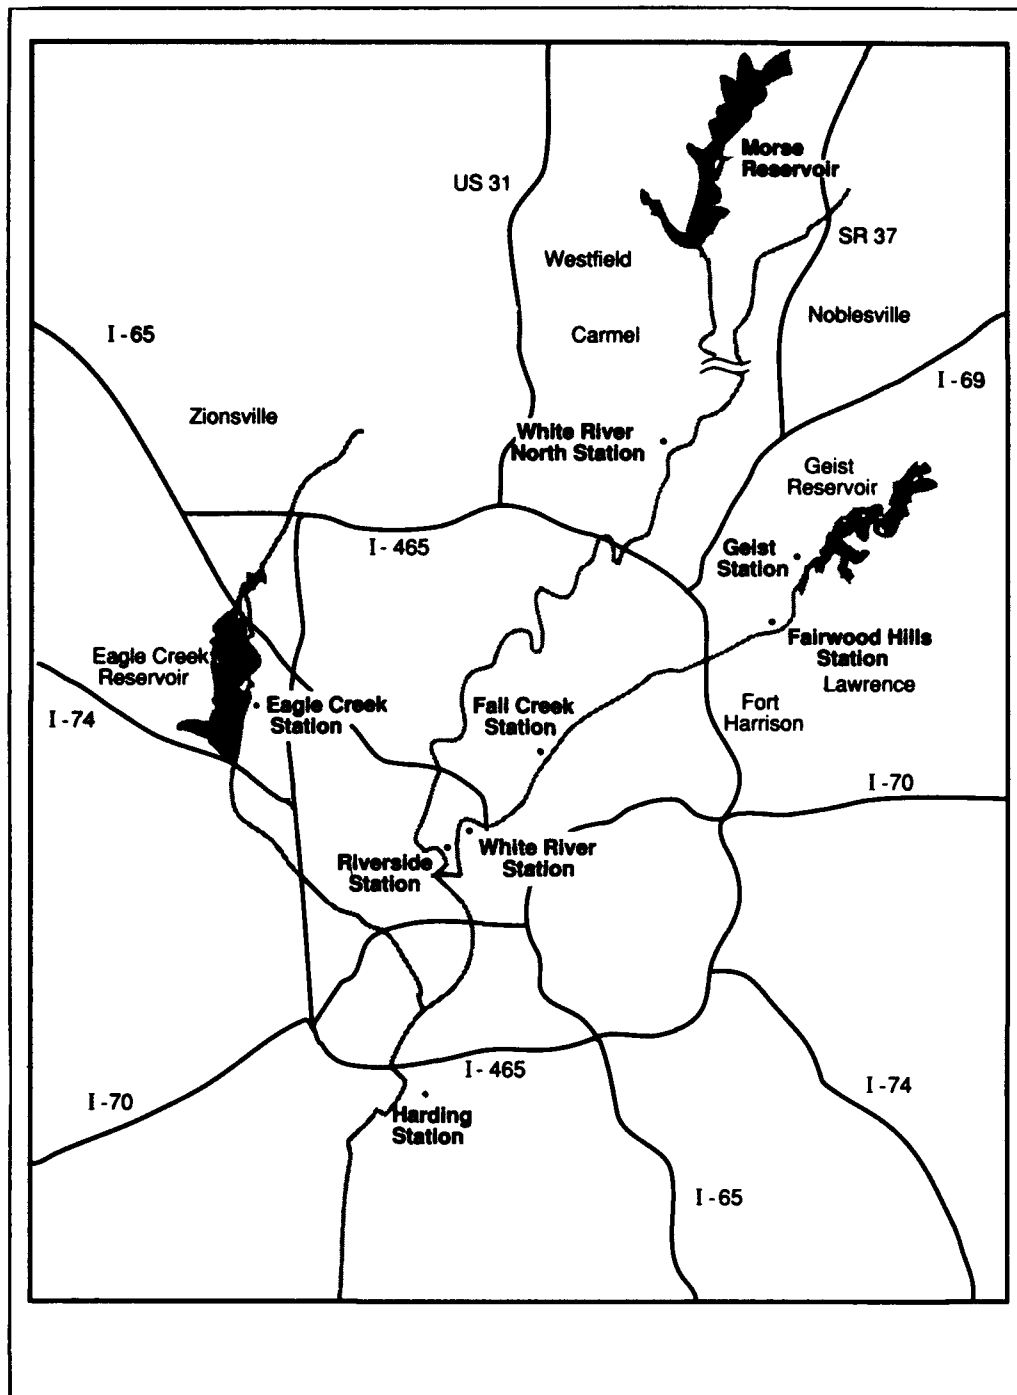 Morse
Reservoir
US 31
SR 37
Westfield
Noblesville
I - 65
Carmel
I - 69
Zionsville
White River
North Station
Geist
Reservoir
I - 465
Geist
Station
Eagle Creek
Reservoir
Fairwood Hills
Station
Lawrence
I - 74
Eagle Creek
Station
Fall Creek
Station
Fort
Harrison
I - 70
White River
Station
Riverside
Station
I - 465
I - 74
I - 70
Harding
Station
I - 65